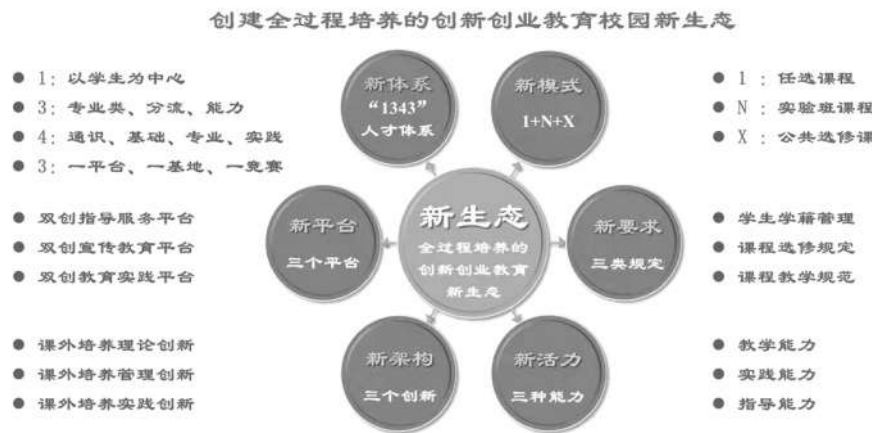 创建全过程培养的创新创业教育校园新生态
● 1：以学生为中心
● 3：专业类、分流、能力
● 4：通识、基础、专业、实践
● 3：一平台、一基地、一竞赛
新体系
“1343”
人才体系
新模式
1+N+X
● 1：任选课程
● N：实验班课程
● X：公共选修课
● 双创指导服务平台
● 双创宣传教育平台
● 双创教育实践平台
新平台
三个平台
新生态
全过程培养的
创新创业教育
新生态
新要求
三类规定
● 学生学籍管理
● 课程选修规定
● 课程教学规范
● 课外培养理论创新
● 课外培养管理创新
● 课外培养实践创新
新架构
三个创新
新活力
三种能力
● 教学能力
● 实践能力
● 指导能力